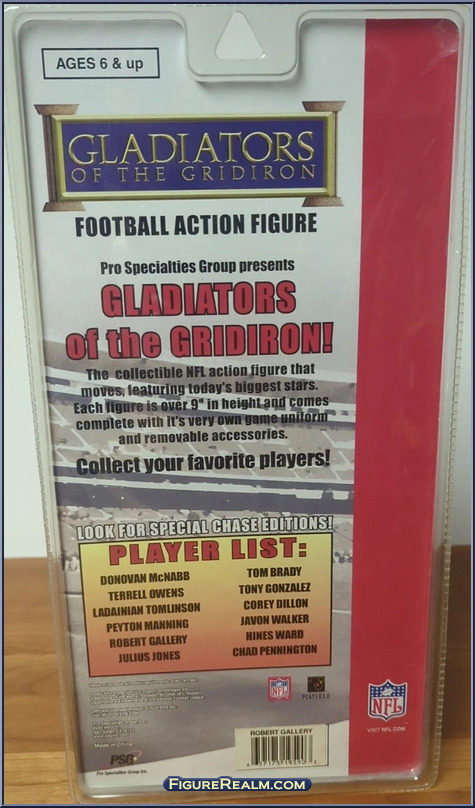 AGES 6 & up
GLADIATORS
OF THE GRIDIRON
FOOTBALL ACTION FIGURE
Pro Specialties Group presents
GLADIATORS
of the GRIDIRON!
The collectible NFL action figure that
moves, featuring today's biggest stars.
Each figure is over 9" in height and comes
complete with it's very own game uniform
and removable accessories.
Collect your favorite players!
LOOK FOR SPECIAL CHASE EDITIONS!
PLAYER LIST:
DONOVAN McNABB
TERRELL OWENS
LADAINIAN TOMLINSON
PEYTON MANNING
ROBERT GALLERY
JULIUS JONES
TOM BRADY
TONY GONZALEZ
COREY DILLON
JAVON WALKER
HINES WARD
CHAD PENNINGTON
NFL
PLAYERS
NFL
VISIT NFL.COM
ROBERT GALLERY
Made in China
PSG
Pro Specialties Group Inc.
FIGUREREALM.COM